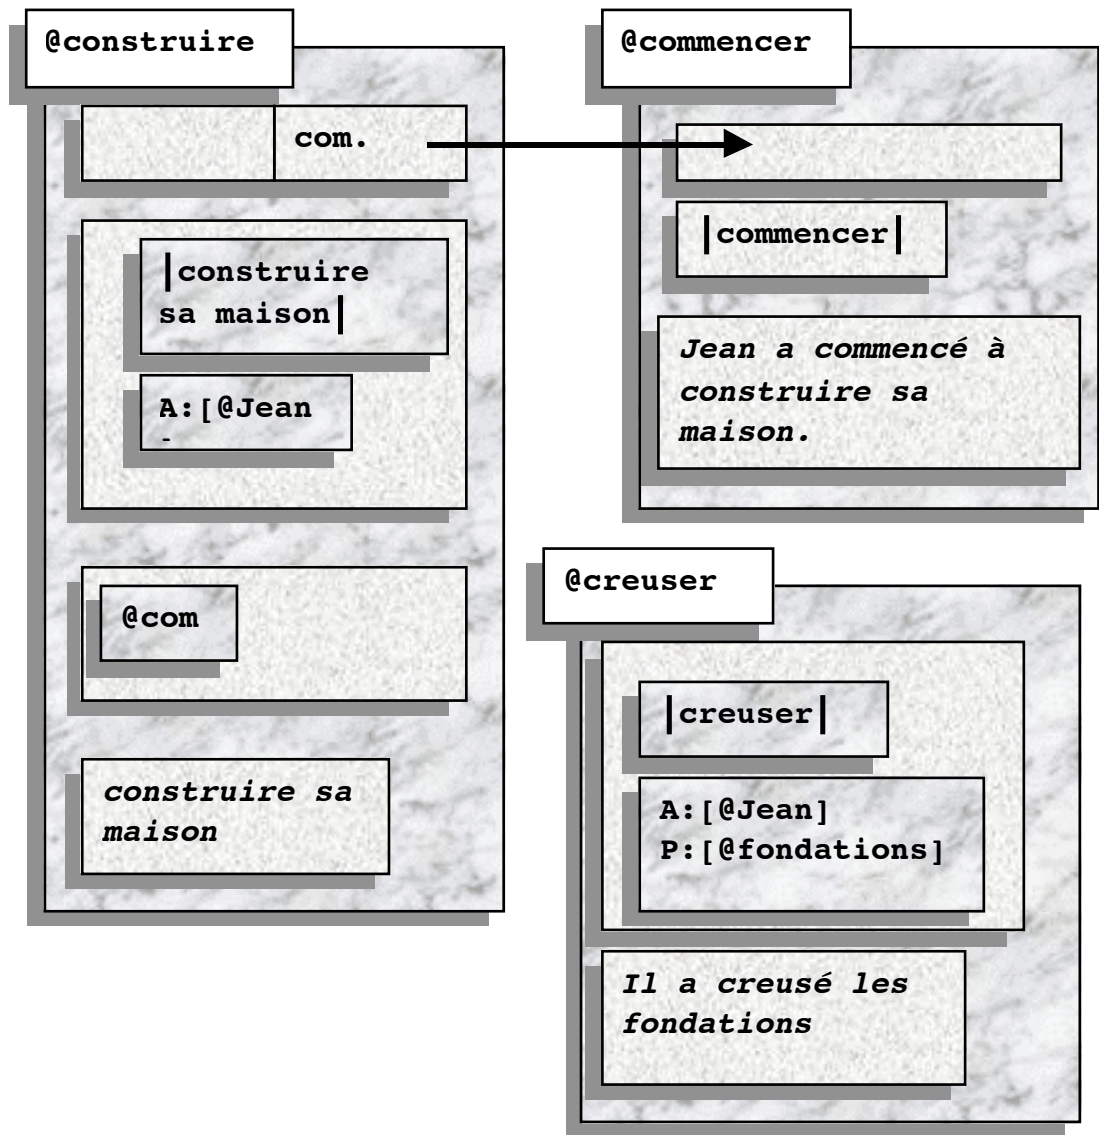 @construire
com.
|construire
sa maison|
A:[@Jean
-
@com
construire sa
maison
@commencer
|commencer|
Jean a commencé à
construire sa
maison.
@creuser
|creuser|
A:[@Jean]
P:[@fondations]
Il a creusé les
fondations